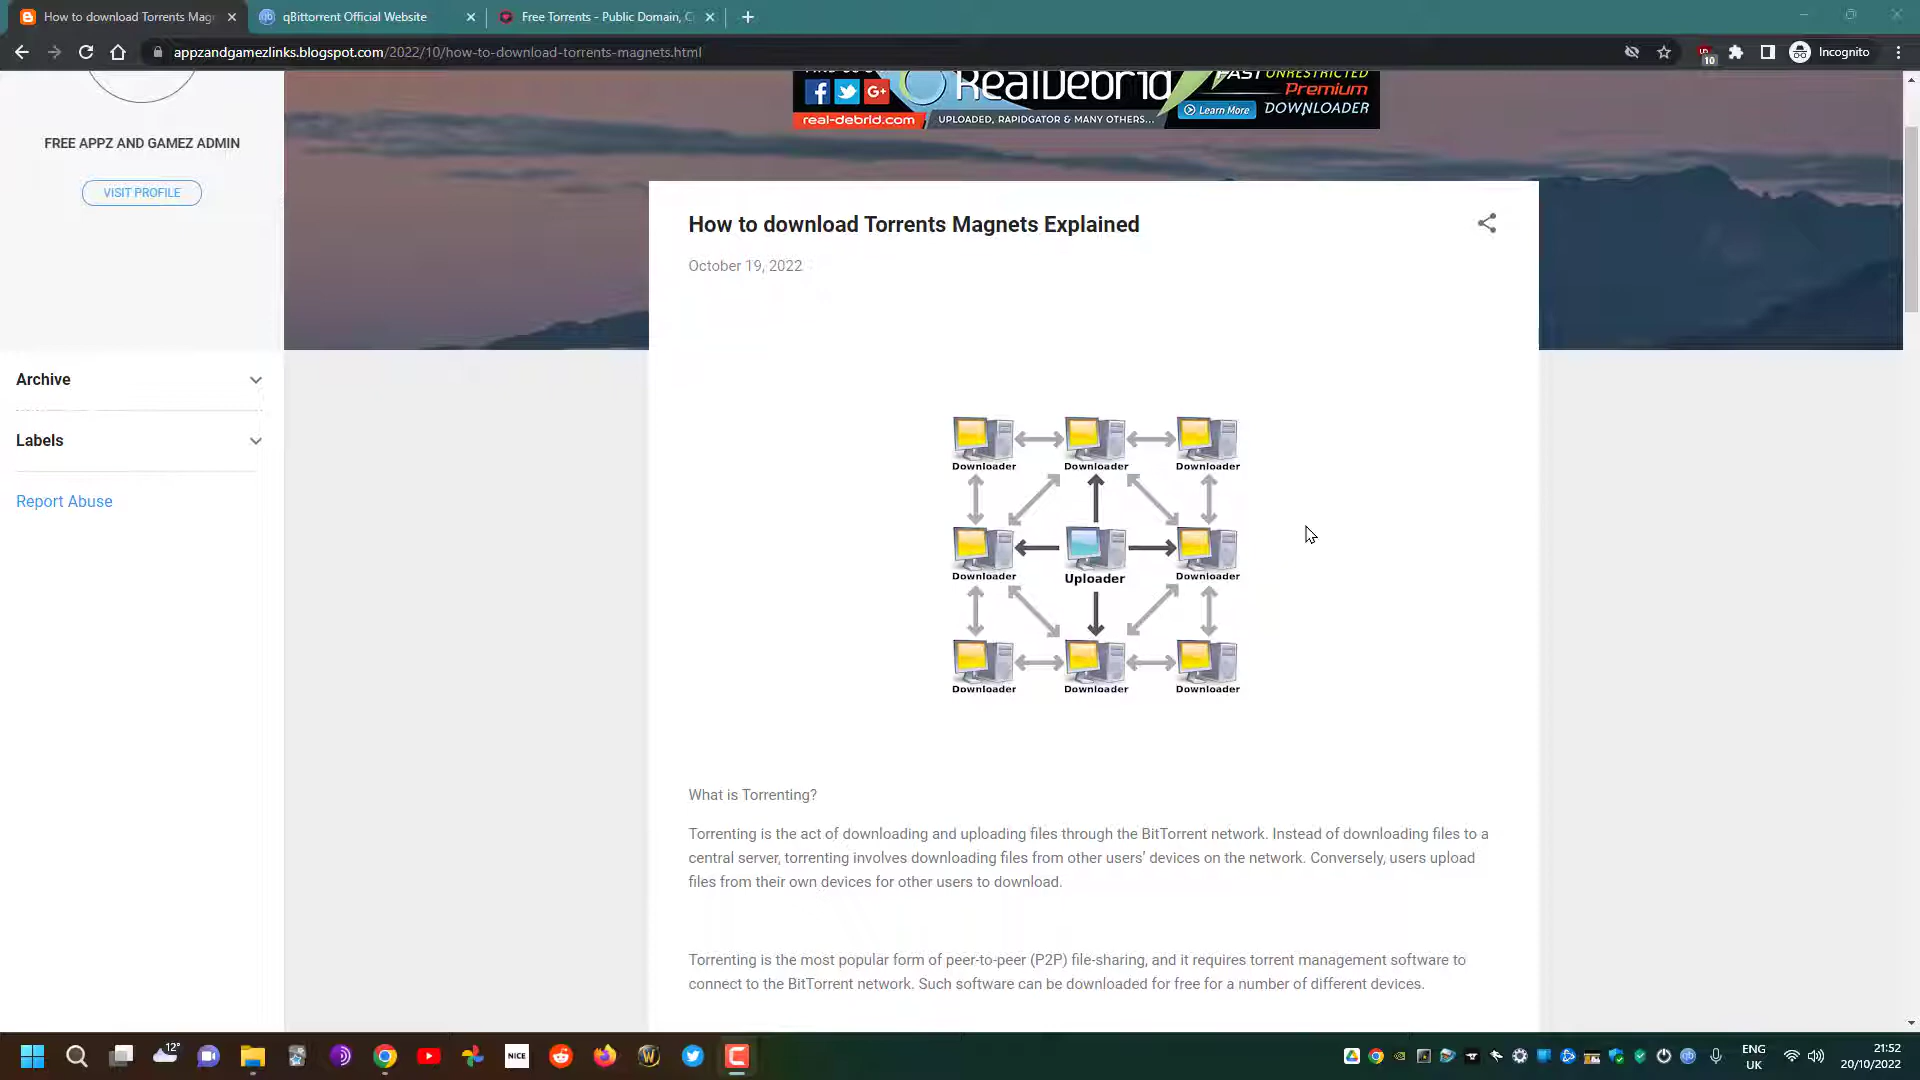 How to download Torrents Mag
qBittorrent Official Website
Free Torrents - Public Domain, C
appzandgamezlinks.blogspot.com/2022/10/how-to-download-torrents-magnets.html
10
Incognito
RealDebrid
FAST UNRESTRICTED
Premium
DOWNLOADER
Learn More
real-debrid.com
UPLOADED, RAPIDGATOR & MANY OTHERS...
FREE APPZ AND GAMEZ ADMIN
VISIT PROFILE
Archive
Labels
Report Abuse
How to download Torrents Magnets Explained
October 19, 2022
Downloader Downloader Downloader
Downloader Uploader Downloader
Downloader Downloader Downloader
What is Torrenting?
Torrenting is the act of downloading and uploading files through the BitTorrent network. Instead of downloading files to a
central server, torrenting involves downloading files from other users' devices on the network. Conversely, users upload
files from their own devices for other users to download.
Torrenting is the most popular form of peer-to-peer (P2P) file-sharing, and it requires torrent management software to
connect to the BitTorrent network. Such software can be downloaded for free for a number of different devices.
12°
NICE
ENG
UK
21:52
20/10/2022